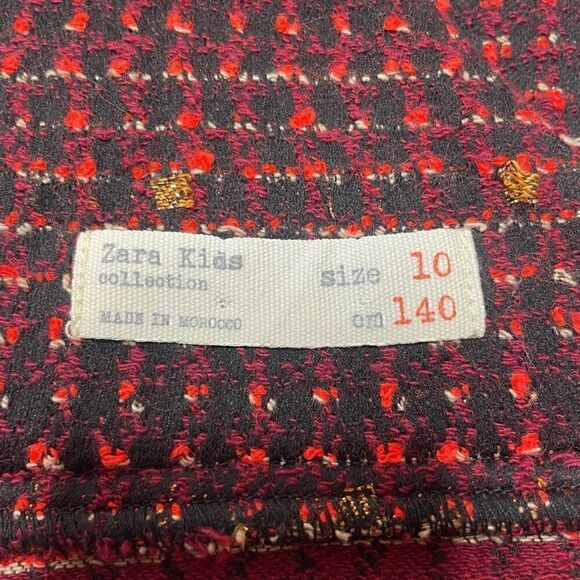 Zara Kids
collection
MADE IN MOROCCO
size 10
cm 140